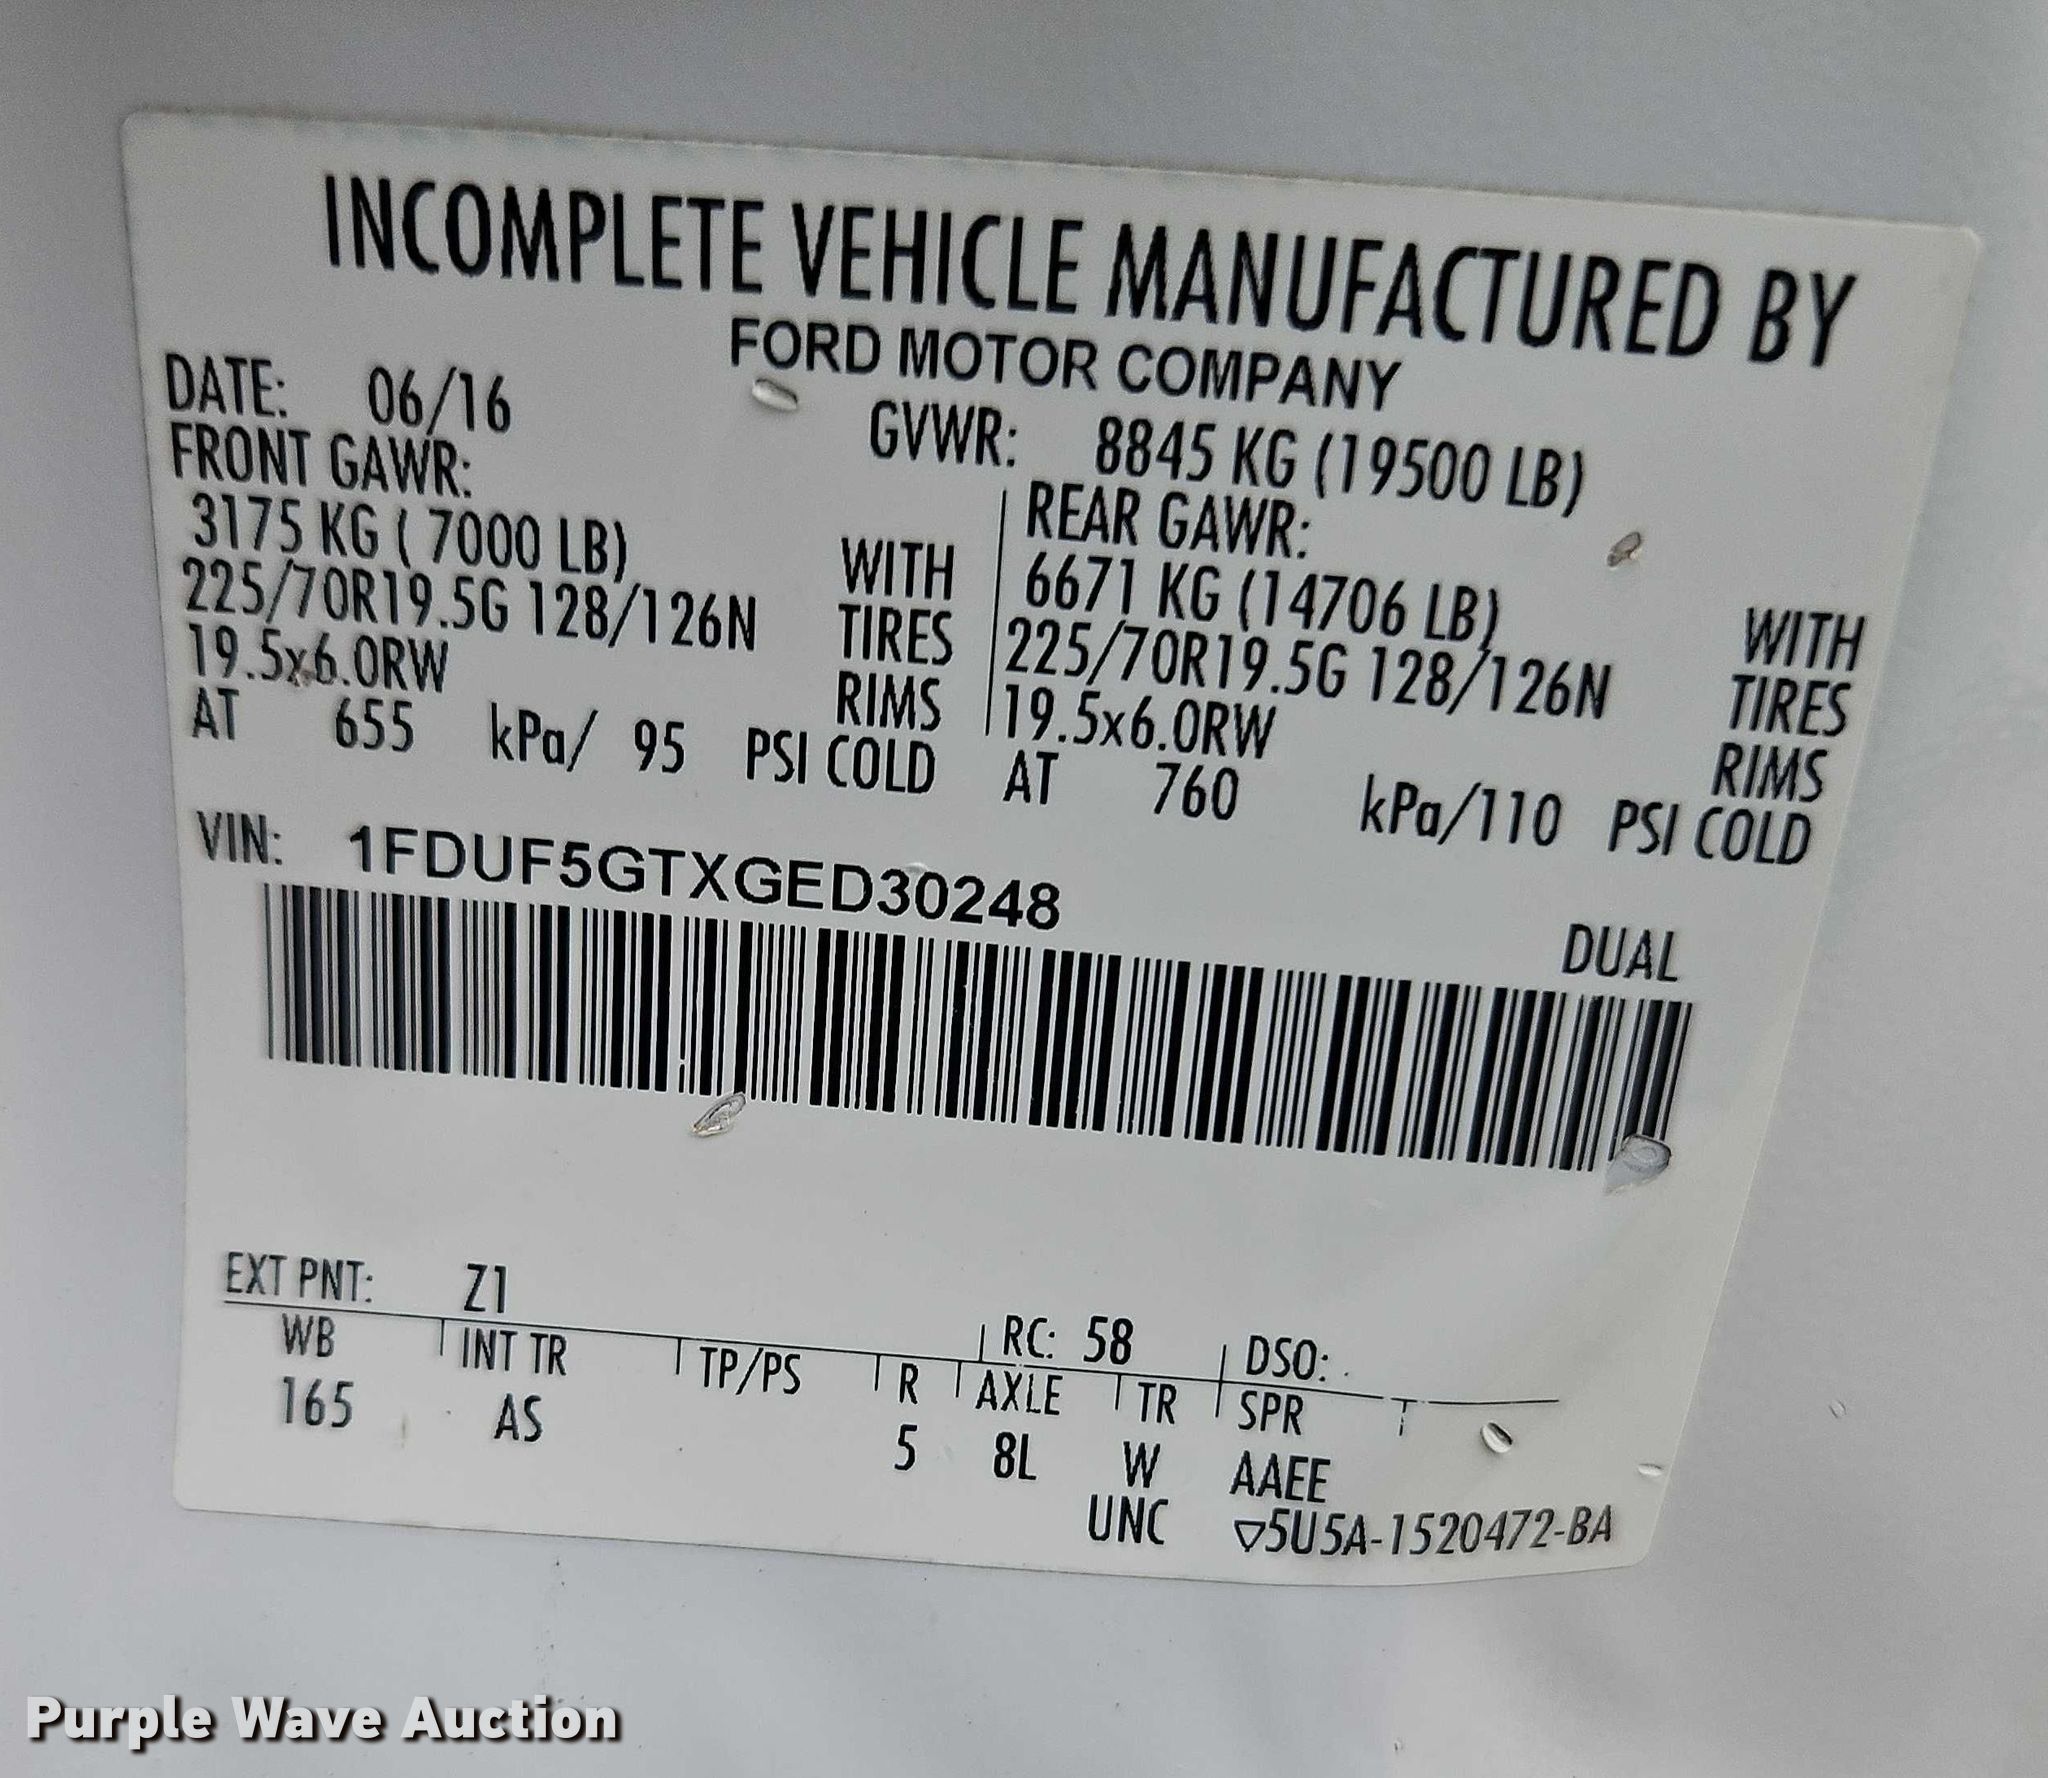 INCOMPLETE VEHICLE MANUFACTURED BY
FORD MOTOR COMPANY
DATE: 06/16
GVWR: 8845 KG (19500 LB)
FRONT GAWR:
3175 KG ( 7000 LB) WITH
225/70R19.5G 128/126N TIRES
19.5x6.0RW RIMS
AT 655 kPa/ 95 PSI COLD
REAR GAWR:
6671 KG (14706 LB) WITH
225/70R19.5G 128/126N TIRES
19.5x6.0RW RIMS
AT 760 kPa/110 PSI COLD
VIN: 1FDUF5GTXGED30248
DUAL
EXT PNT: Z1 RC: 58 DSO:
WB INT TR TP/PS R AXLE TR SPR
165 AS 5 8L W AAEE
UNC ▽5U5A-1520472-BA
Purple Wave Auction